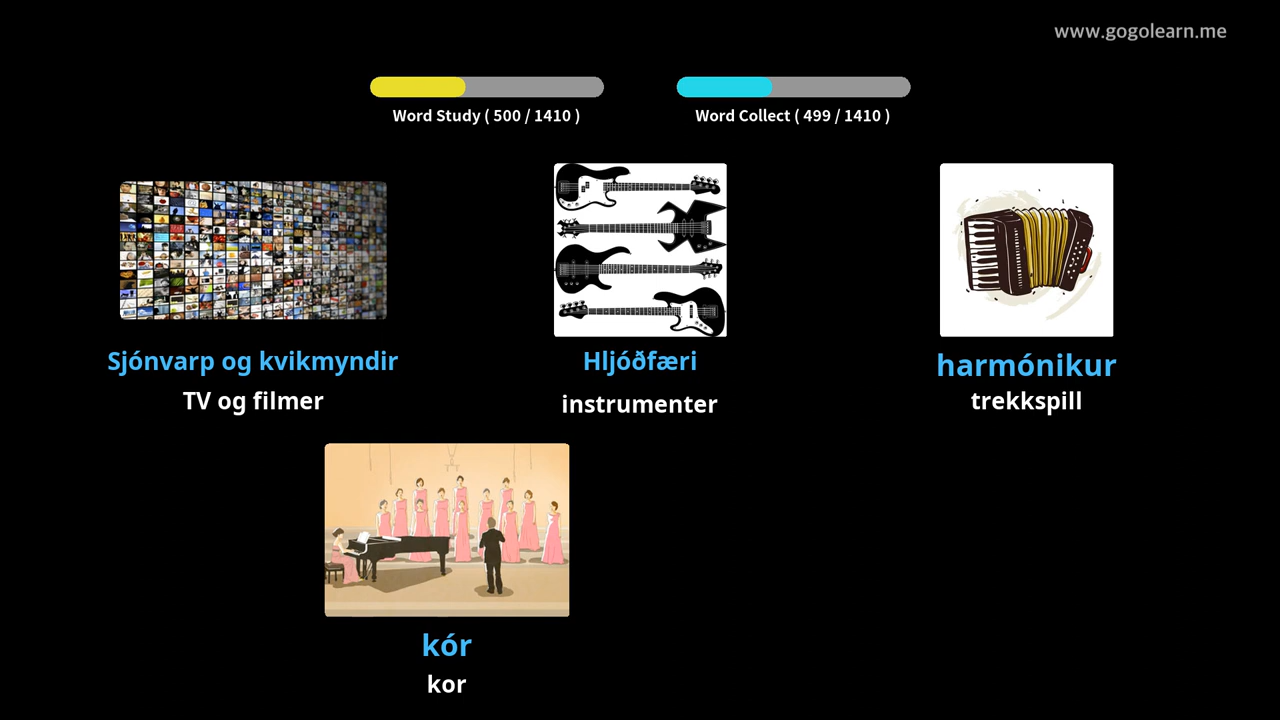 www.gogolearn.me
Word Study ( 500 / 1410 )
Word Collect ( 499 / 1410 )
Sjónvarp og kvikmyndir
TV og filmer
Hljóðfæri
instrumenter
harmónikur
trekkspill
kór
kor